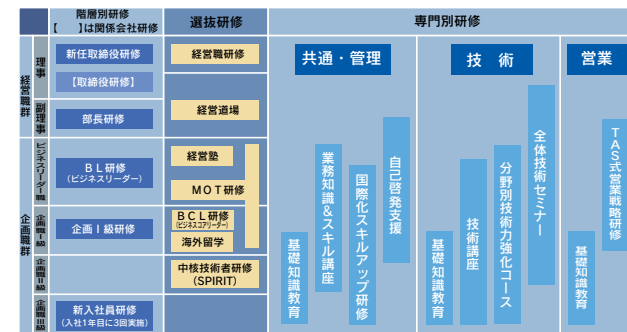 階層別研修
【　　】は関係会社研修
選抜研修
専門別研修
経営職群
理事
新任取締役研修
【取締役研修】
経営職研修
副理事
部長研修
経営道場
企画職群
ビジネスリーダー職
BL研修
(ビジネスリーダー)
経営塾
MOT研修
企画職Ⅰ級
企画Ⅰ級研修
BCL研修
(ビジネスコアリーダー)
海外留学
企画職Ⅱ級
中核技術者研修
(SPIRIT)
企画職Ⅲ級
新入社員研修
(入社1年目に3回実施)
共通・管理
基礎知識教育
業務知識&スキル講座
国際化スキルアップ研修
自己啓発支援
技　術
基礎知識教育
技術講座
分野別技術力強化コース
全体技術セミナー
営業
基礎知識教育
TAS式営業戦略研修